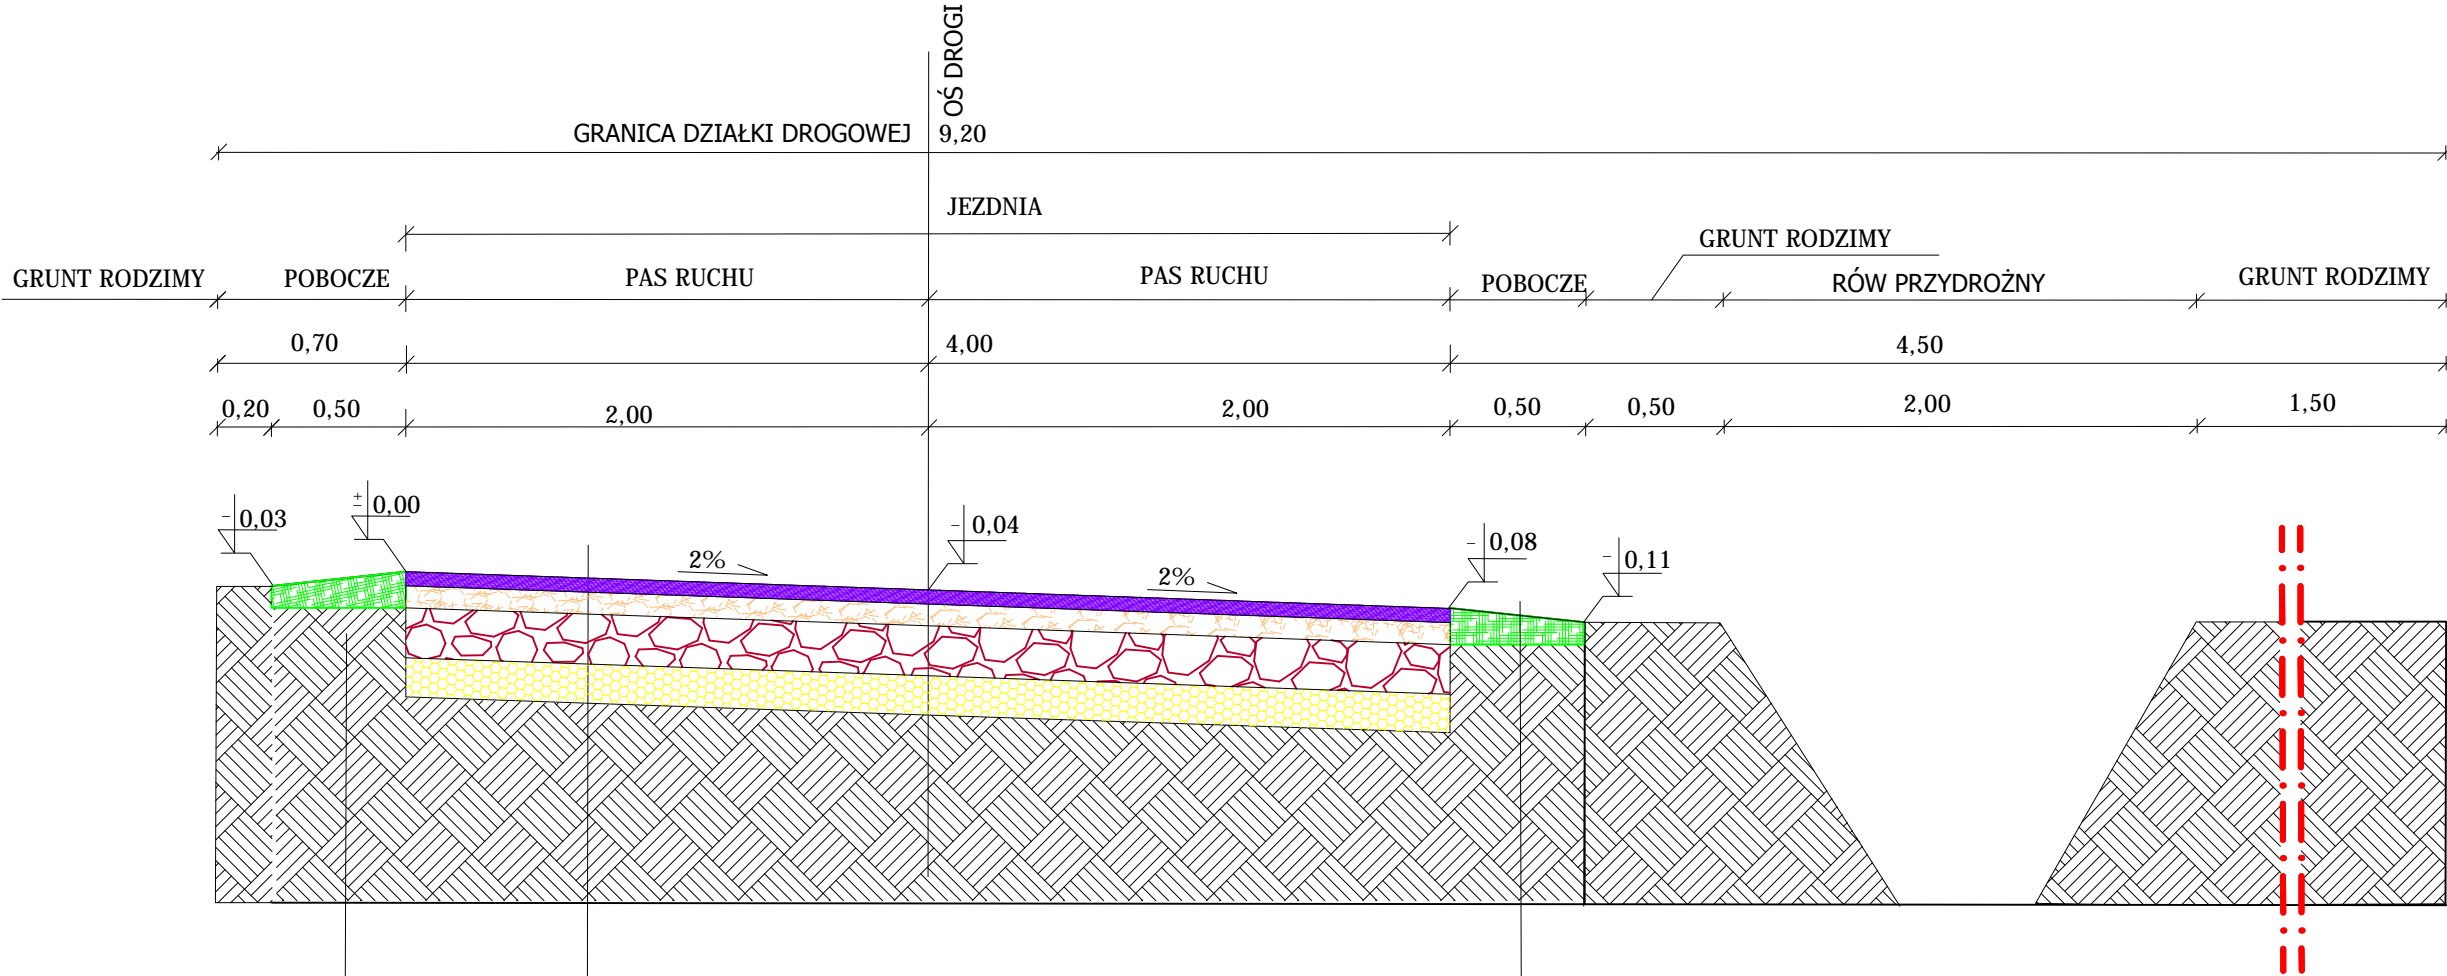 OŚ DROGI
GRANICA DZIAŁKI DROGOWEJ 9,20
JEZDNIA
GRUNT RODZIMY
GRUNT RODZIMY POBOCZE PAS RUCHU PAS RUCHU POBOCZE RÓW PRZYDROŻNY GRUNT RODZIMY
0,70 4,00 4,50
0,20 0,50 2,00 2,00 0,50 0,50 2,00 1,50
- 0,03 ± 0,00 - 0,04 - 0,08 - 0,11
2% 2%